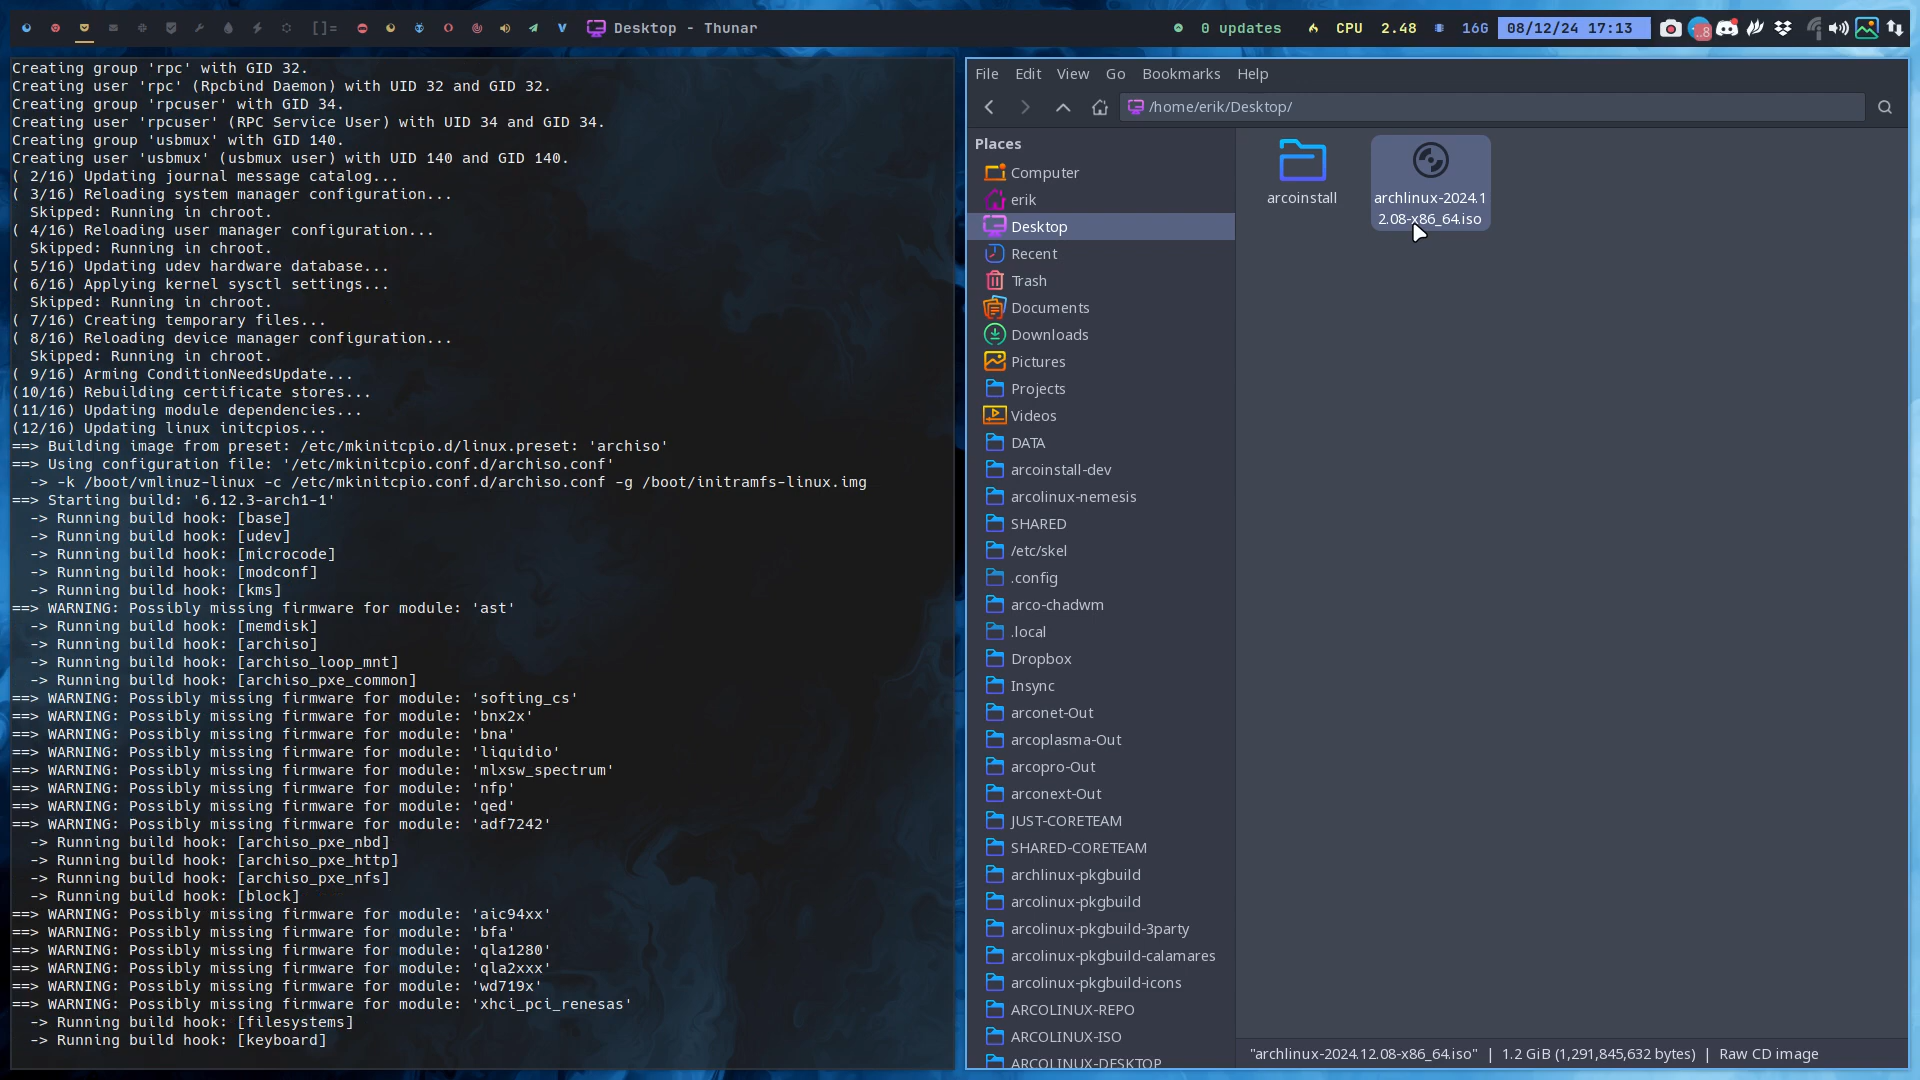 []=
Desktop - Thunar
0 updates
CPU 2.48
16G
08/12/24 17:13
Creating group 'rpc' with GID 32.
Creating user 'rpc' (Rpcbind Daemon) with UID 32 and GID 32.
Creating group 'rpcuser' with GID 34.
Creating user 'rpcuser' (RPC Service User) with UID 34 and GID 34.
Creating group 'usbmux' with GID 140.
Creating user 'usbmux' (usbmux user) with UID 140 and GID 140.
( 2/16) Updating journal message catalog...
( 3/16) Reloading system manager configuration...
Skipped: Running in chroot.
( 4/16) Reloading user manager configuration...
Skipped: Running in chroot.
( 5/16) Updating udev hardware database...
( 6/16) Applying kernel sysctl settings...
Skipped: Running in chroot.
( 7/16) Creating temporary files...
( 8/16) Reloading device manager configuration...
Skipped: Running in chroot.
( 9/16) Arming ConditionNeedsUpdate...
(10/16) Rebuilding certificate stores...
(11/16) Updating module dependencies...
(12/16) Updating linux initcpios...
==> Building image from preset: /etc/mkinitcpio.d/linux.preset: 'archiso'
==> Using configuration file: '/etc/mkinitcpio.conf.d/archiso.conf'
-> -k /boot/vmlinuz-linux -c /etc/mkinitcpio.conf.d/archiso.conf -g /boot/initramfs-linux.img
==> Starting build: '6.12.3-arch1-1'
-> Running build hook: [base]
-> Running build hook: [udev]
-> Running build hook: [microcode]
-> Running build hook: [modconf]
-> Running build hook: [kms]
==> WARNING: Possibly missing firmware for module: 'ast'
-> Running build hook: [memdisk]
-> Running build hook: [archiso]
-> Running build hook: [archiso_loop_mnt]
-> Running build hook: [archiso_pxe_common]
==> WARNING: Possibly missing firmware for module: 'softing_cs'
==> WARNING: Possibly missing firmware for module: 'bnx2x'
==> WARNING: Possibly missing firmware for module: 'bna'
==> WARNING: Possibly missing firmware for module: 'liquidio'
==> WARNING: Possibly missing firmware for module: 'mlxsw_spectrum'
==> WARNING: Possibly missing firmware for module: 'nfp'
==> WARNING: Possibly missing firmware for module: 'qed'
==> WARNING: Possibly missing firmware for module: 'adf7242'
-> Running build hook: [archiso_pxe_nbd]
-> Running build hook: [archiso_pxe_http]
-> Running build hook: [archiso_pxe_nfs]
-> Running build hook: [block]
==> WARNING: Possibly missing firmware for module: 'aic94xx'
==> WARNING: Possibly missing firmware for module: 'bfa'
==> WARNING: Possibly missing firmware for module: 'qla1280'
==> WARNING: Possibly missing firmware for module: 'qla2xxx'
==> WARNING: Possibly missing firmware for module: 'wd719x'
==> WARNING: Possibly missing firmware for module: 'xhci_pci_renesas'
-> Running build hook: [filesystems]
-> Running build hook: [keyboard]
File Edit View Go Bookmarks Help
/home/erik/Desktop/
Places
Computer
erik
Desktop
Recent
Trash
Documents
Downloads
Pictures
Projects
Videos
DATA
arcoinstall-dev
arcolinux-nemesis
SHARED
/etc/skel
.config
arco-chadwm
.local
Dropbox
Insync
arconet-Out
arcoplasma-Out
arcopro-Out
arconext-Out
JUST-CORETEAM
SHARED-CORETEAM
archlinux-pkgbuild
arcolinux-pkgbuild
arcolinux-pkgbuild-3party
arcolinux-pkgbuild-calamares
arcolinux-pkgbuild-icons
ARCOLINUX-REPO
ARCOLINUX-ISO
ARCOLINUX-DESKTOP
arcoinstall
archlinux-2024.1
2.08-x86_64.iso
"archlinux-2024.12.08-x86_64.iso" | 1.2 GiB (1,291,845,632 bytes) | Raw CD image